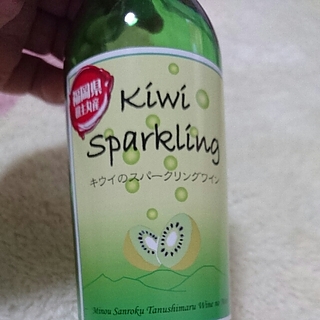 福岡県
田主丸産
Kiwi
Sparkling
キウイのスパークリングワイン
Minou Sanroku Tanushimaru Wine